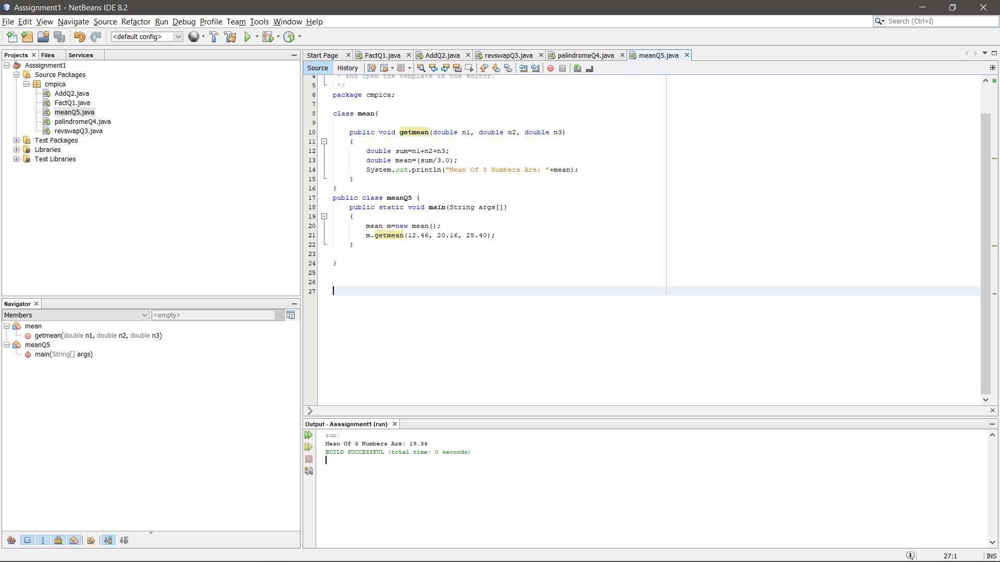 Asssignment1 - NetBeans IDE 8.2
File Edit View Navigate Source Refactor Run Debug Profile Team Tools Window Help
Search (Ctrl+I)
<default config>
Projects Files Services
Asssignment1
Source Packages
cmpica
AddQ2.java
FactQ1.java
meanQ5.java
palindromeQ4.java
revswapQ3.java
Test Packages
Libraries
Test Libraries
Navigator
Members
<empty>
mean
getmean(double n1, double n2, double n3)
meanQ5
main(String[] args)
Start Page FactQ1.java AddQ2.java revswapQ3.java palindromeQ4.java meanQ5.java
Source History
4 * and open the template in the editor.
5 */
6 package cmpica;
7
8 class mean{
9
10 public void getmean(double n1, double n2, double n3)
11 {
12 double sum=n1+n2+n3;
13 double mean=(sum/3.0);
14 System.out.println("Mean Of 3 Numbers Are: "+mean);
15 }
16 }
17 public class meanQ5 {
18 public static void main(String args[])
19 {
20 mean m=new mean();
21 m.getmean(12.46, 20.16, 25.40);
22 }
23
24 }
25
26
27
Output - Asssignment1 (run)
run:
Mean Of 3 Numbers Are: 19.34
BUILD SUCCESSFUL (total time: 0 seconds)
1
27:1
INS